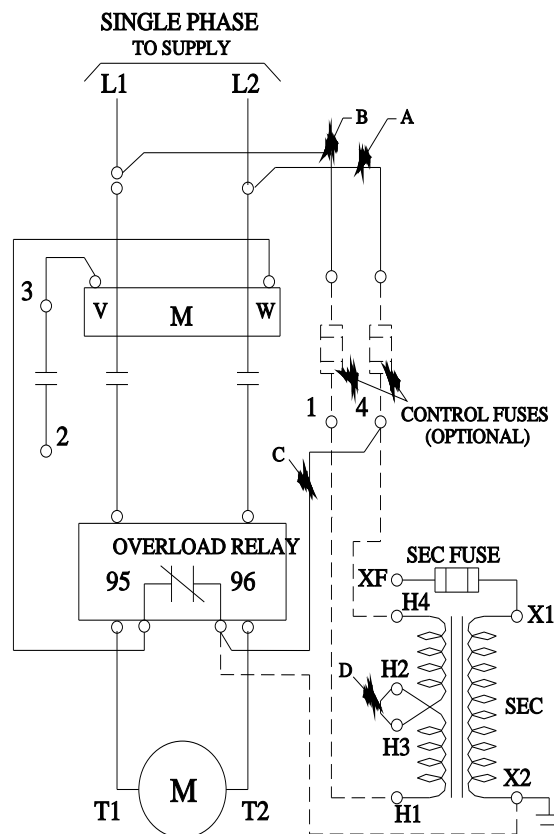 SINGLE PHASE
TO SUPPLY
L1 L2
B A
3 V M W
2
1 4 CONTROL FUSES
(OPTIONAL)
C
OVERLOAD RELAY
95 96
SEC FUSE
XF
H4 X1
D H2
SEC
H3
X2
H1
T1 M T2